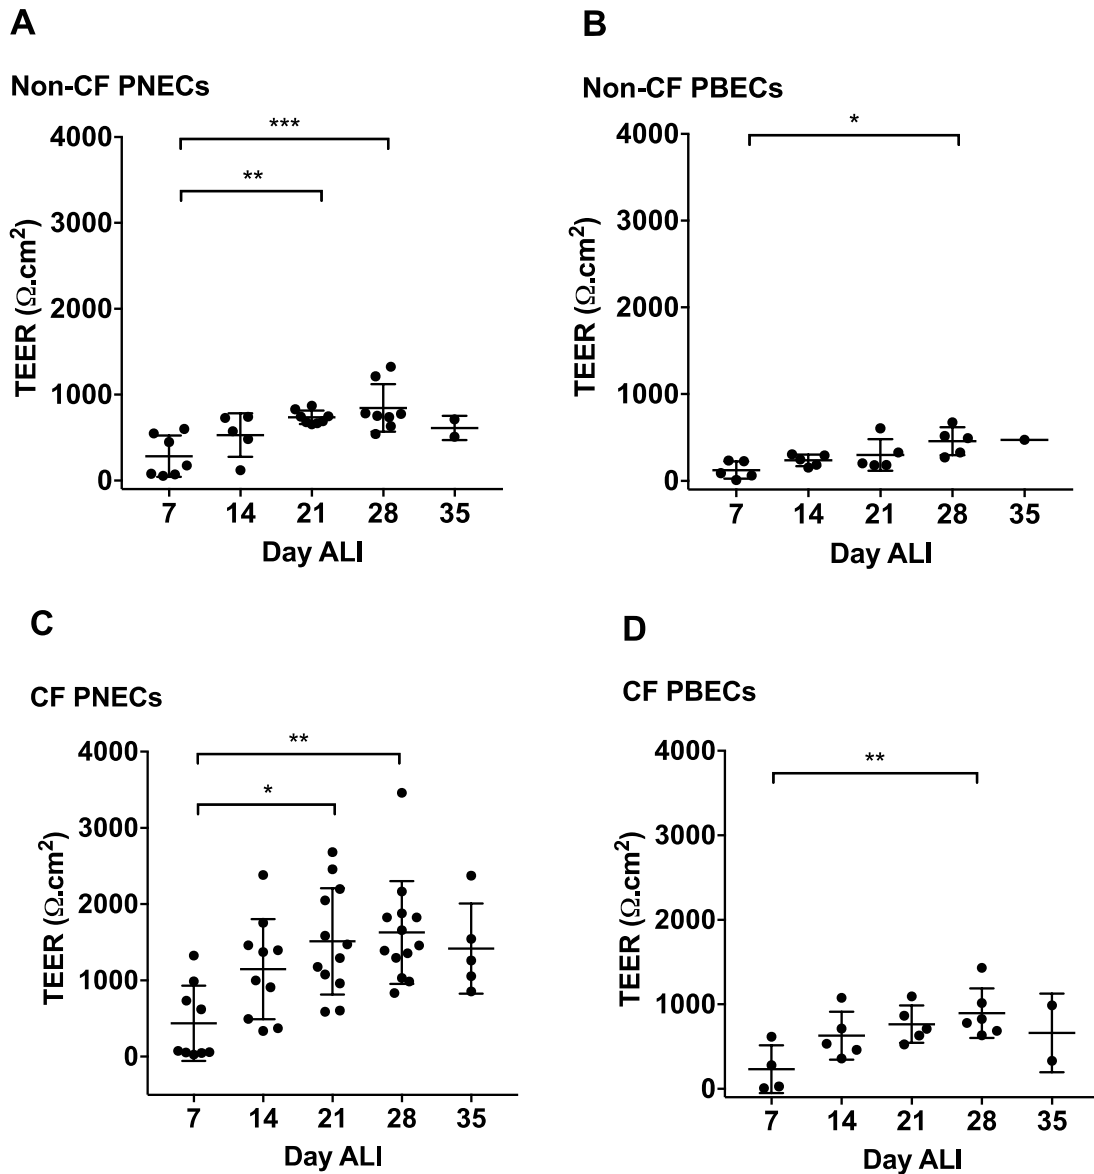 A
Non-CF PNECs
***
**
4000
3000
2000
1000
0
TEER (Ω.cm²)
7 14 21 28 35
Day ALI
B
Non-CF PBECs
*
4000
3000
2000
1000
0
TEER (Ω.cm²)
7 14 21 28 35
Day ALI
C
CF PNECs
**
*
4000
3000
2000
1000
0
TEER (Ω.cm²)
7 14 21 28 35
Day ALI
D
CF PBECs
**
4000
3000
2000
1000
0
TEER (Ω.cm²)
7 14 21 28 35
Day ALI